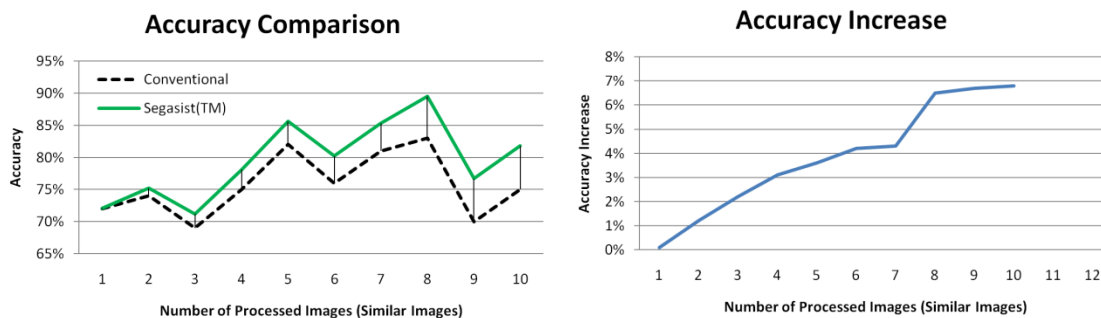 Accuracy Comparison
95%
90%
85%
80%
75%
70%
65%
Accuracy
Conventional
Segasist(TM)
1 2 3 4 5 6 7 8 9 10
Number of Processed Images (Similar Images)
Accuracy Increase
8%
7%
6%
5%
4%
3%
2%
1%
0%
Accuracy Increase
1 2 3 4 5 6 7 8 9 10 11 12
Number of Processed Images (Similar Images)